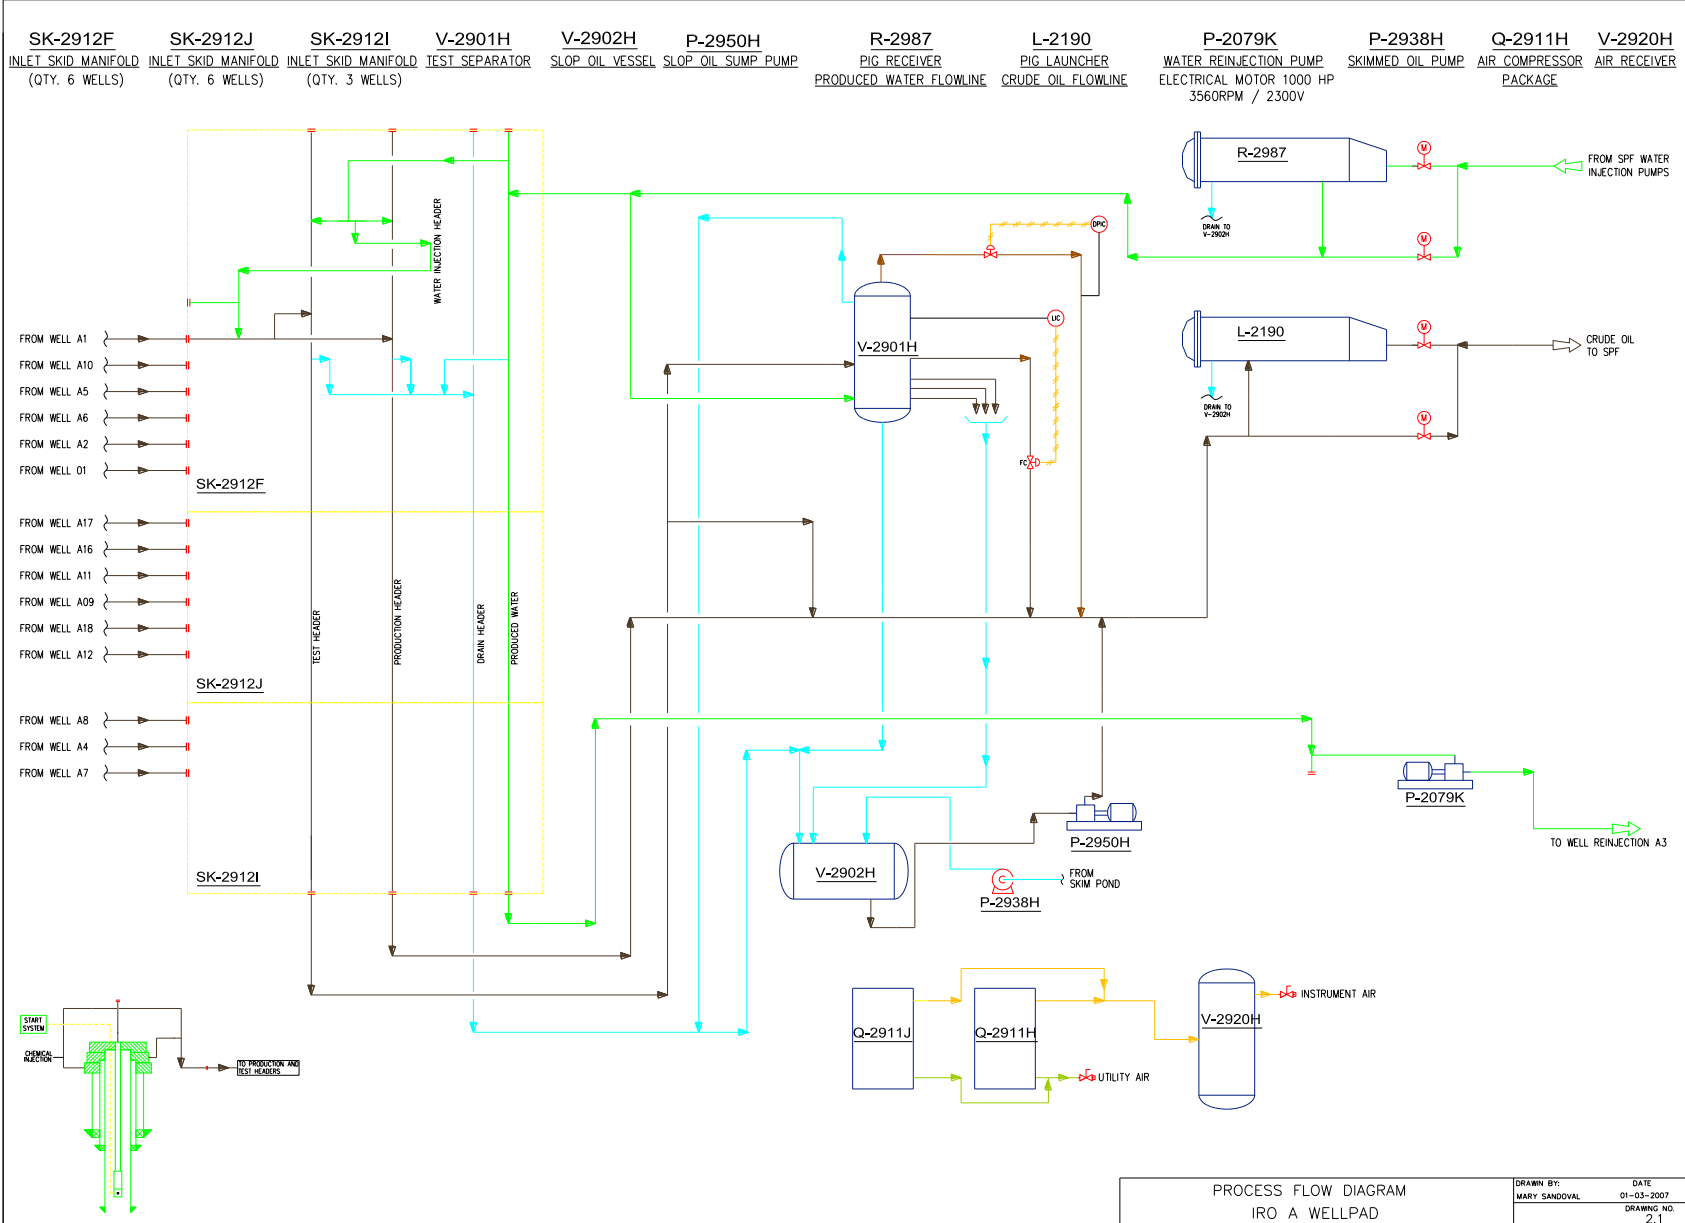 SK-2912F
INLET SKID MANIFOLD
(QTY. 6 WELLS)
SK-2912J
INLET SKID MANIFOLD
(QTY. 6 WELLS)
SK-2912I
INLET SKID MANIFOLD
(QTY. 3 WELLS)
V-2901H
TEST SEPARATOR
V-2902H
SLOP OIL VESSEL
P-2950H
SLOP OIL SUMP PUMP
R-2987
PIG RECEIVER
PRODUCED WATER FLOWLINE
L-2190
PIG LAUNCHER
CRUDE OIL FLOWLINE
P-2079K
WATER REINJECTION PUMP
ELECTRICAL MOTOR 1000 HP
3560RPM / 2300V
P-2938H
SKIMMED OIL PUMP
Q-2911H
AIR COMPRESSOR
PACKAGE
V-2920H
AIR RECEIVER
R-2987
M
FROM SPF WATER
INJECTION PUMPS
DRAIN TO
V-2902H
M
WATER INJECTION HEADER
DPIC
LIC
V-2901H
FC
L-2190
M
CRUDE OIL
TO SPF
DRAIN TO
V-2902H
M
FROM WELL A1
FROM WELL A10
FROM WELL A5
FROM WELL A6
FROM WELL A2
FROM WELL 01
SK-2912F
FROM WELL A17
FROM WELL A16
FROM WELL A11
FROM WELL A09
FROM WELL A18
FROM WELL A12
SK-2912J
TEST HEADER
PRODUCTION HEADER
DRAIN HEADER
PRODUCED WATER
FROM WELL A8
FROM WELL A4
FROM WELL A7
SK-2912I
P-2079K
TO WELL REINJECTION A3
P-2950H
V-2902H
FROM
SKIM POND
P-2938H
Q-2911J
Q-2911H
V-2920H
INSTRUMENT AIR
UTILITY AIR
START
SYSTEM
CHEMICAL
INJECTION
TO PRODUCTION AND
TEST HEADERS
PROCESS FLOW DIAGRAM
IRO A WELLPAD
DRAWN BY:
MARY SANDOVAL
DATE
01-03-2007
DRAWING NO.
2.1